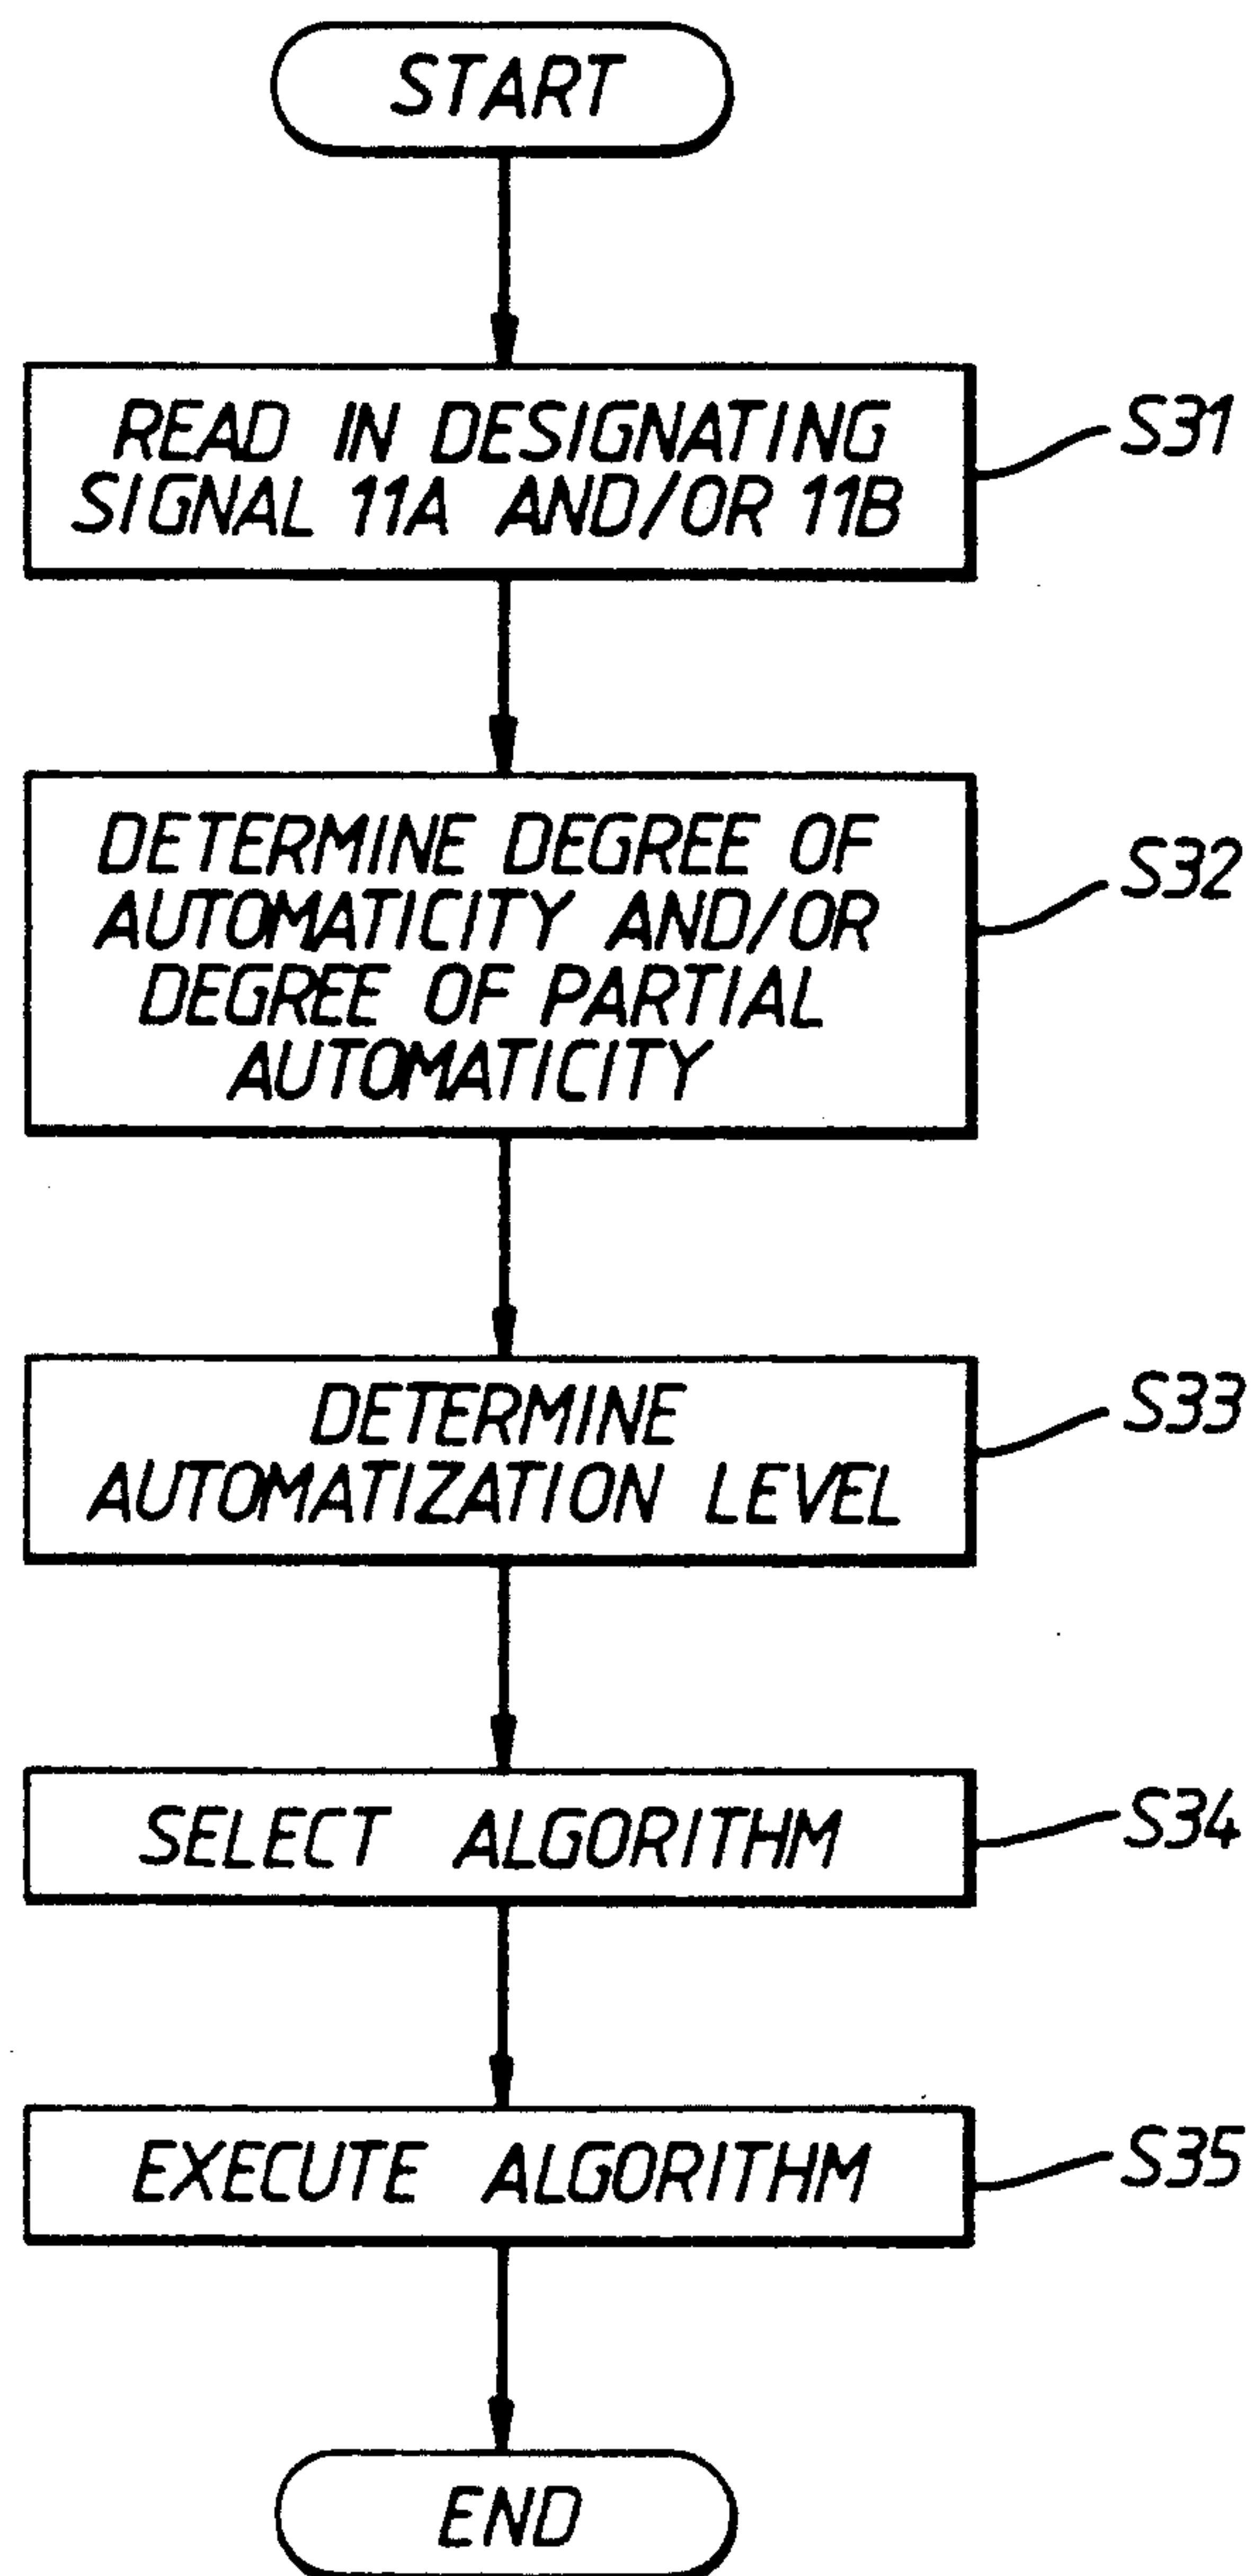 START
READ IN DESIGNATING
SIGNAL 11A AND/OR 11B
S31
DETERMINE DEGREE OF
AUTOMATICITY AND/OR
DEGREE OF PARTIAL
AUTOMATICITY
S32
DETERMINE
AUTOMATIZATION LEVEL
S33
SELECT ALGORITHM
S34
EXECUTE ALGORITHM
S35
END